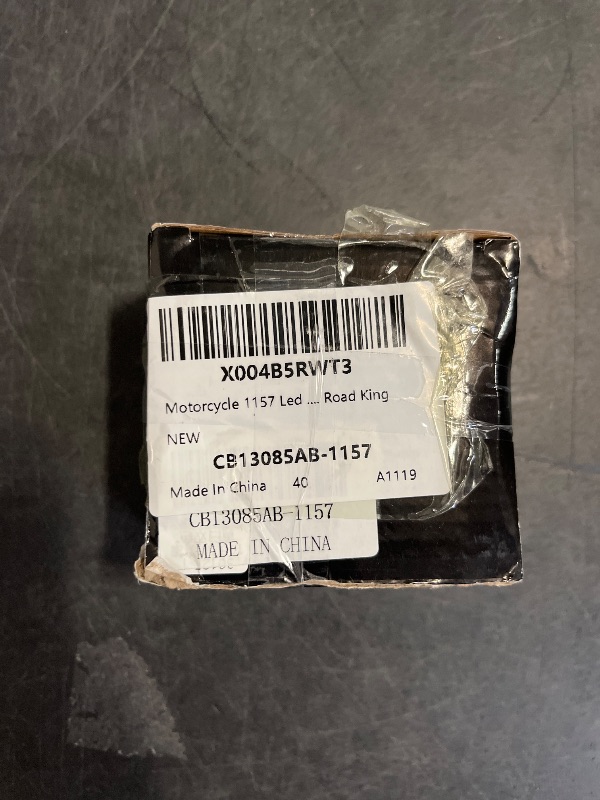 X004B5RWT3
Motorcycle 1157 Led .... Road King
NEW
CB13085AB-1157
Made In China 40 A1119
CB13085AB-1157
MADE IN CHINA